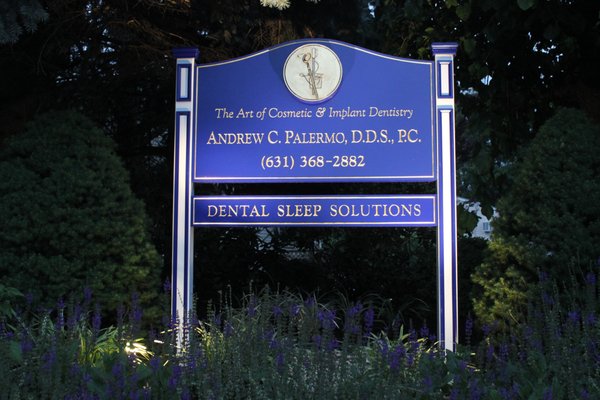 The Art of Cosmetic & Implant Dentistry
ANDREW C. PALERMO, D.D.S., P.C.
(631) 368-2882
DENTAL SLEEP SOLUTIONS